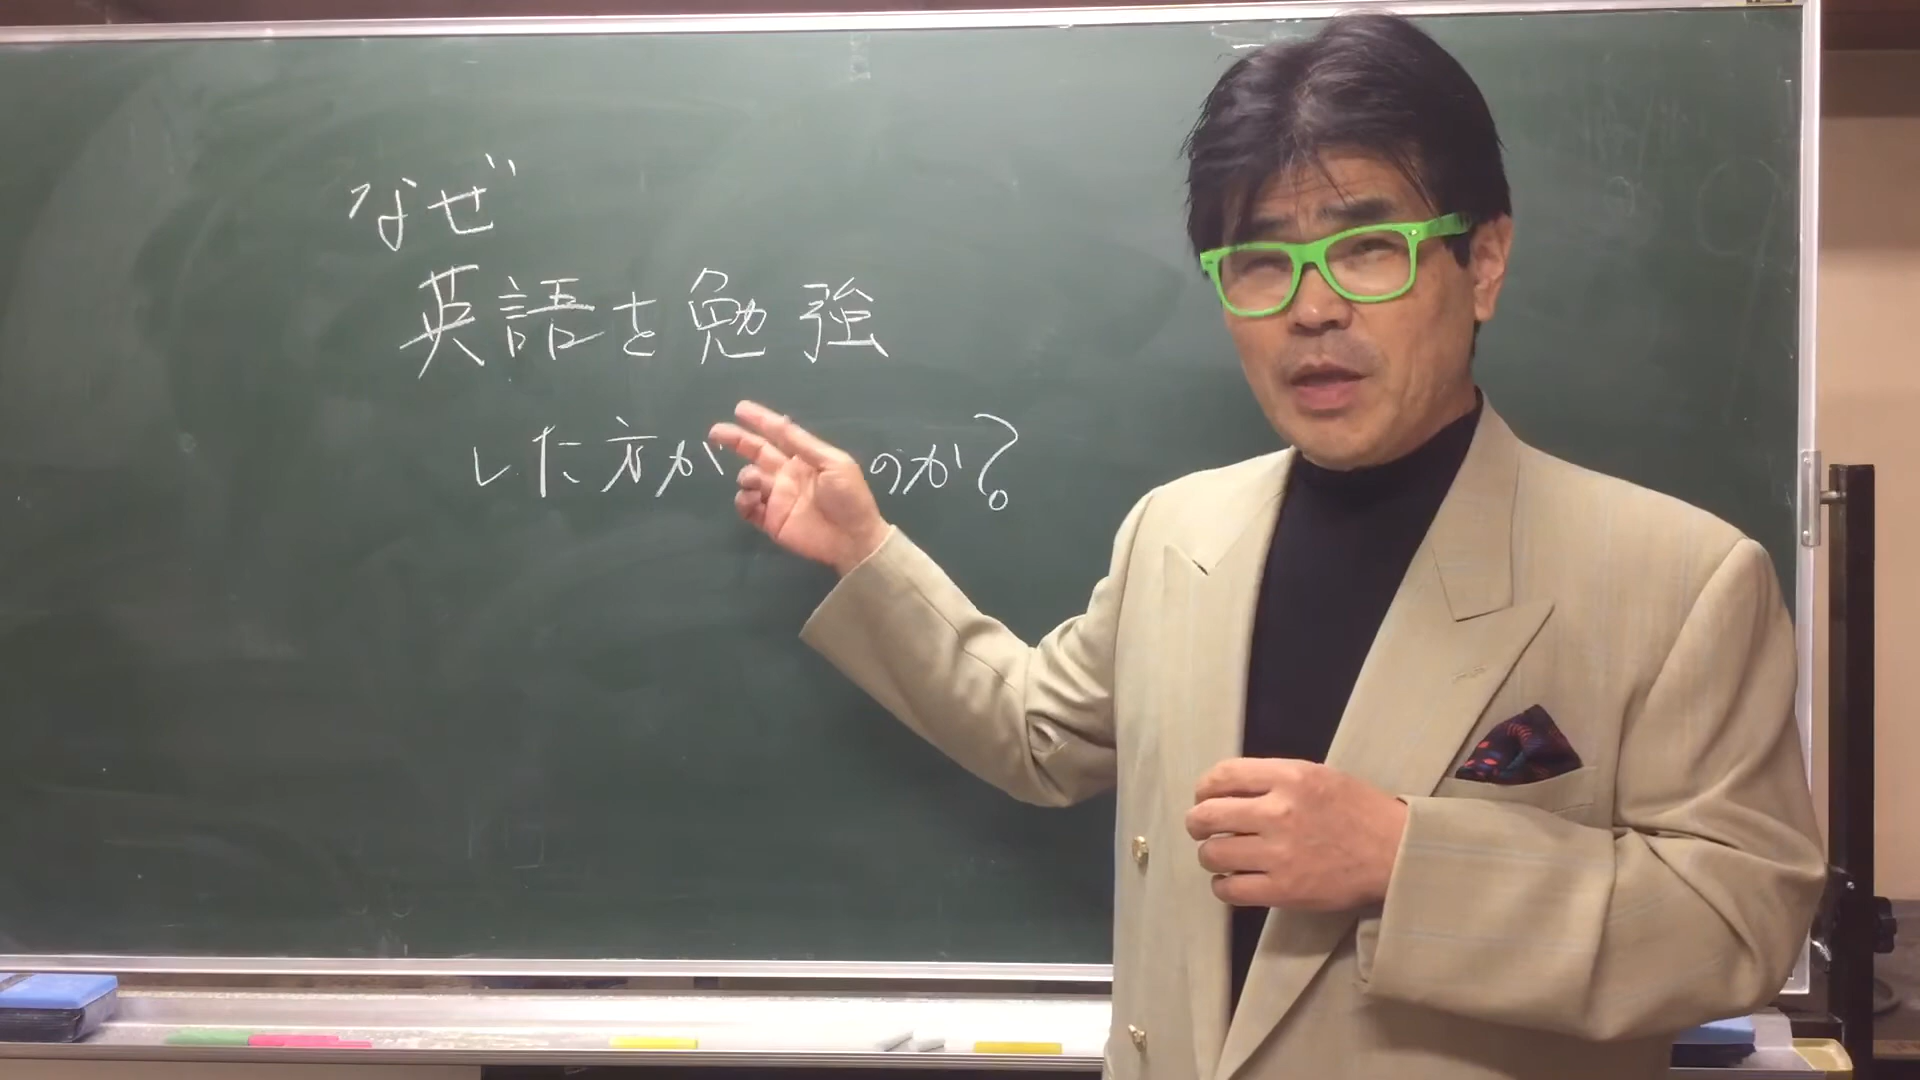 なぜ
英語を勉強
した方が のか?